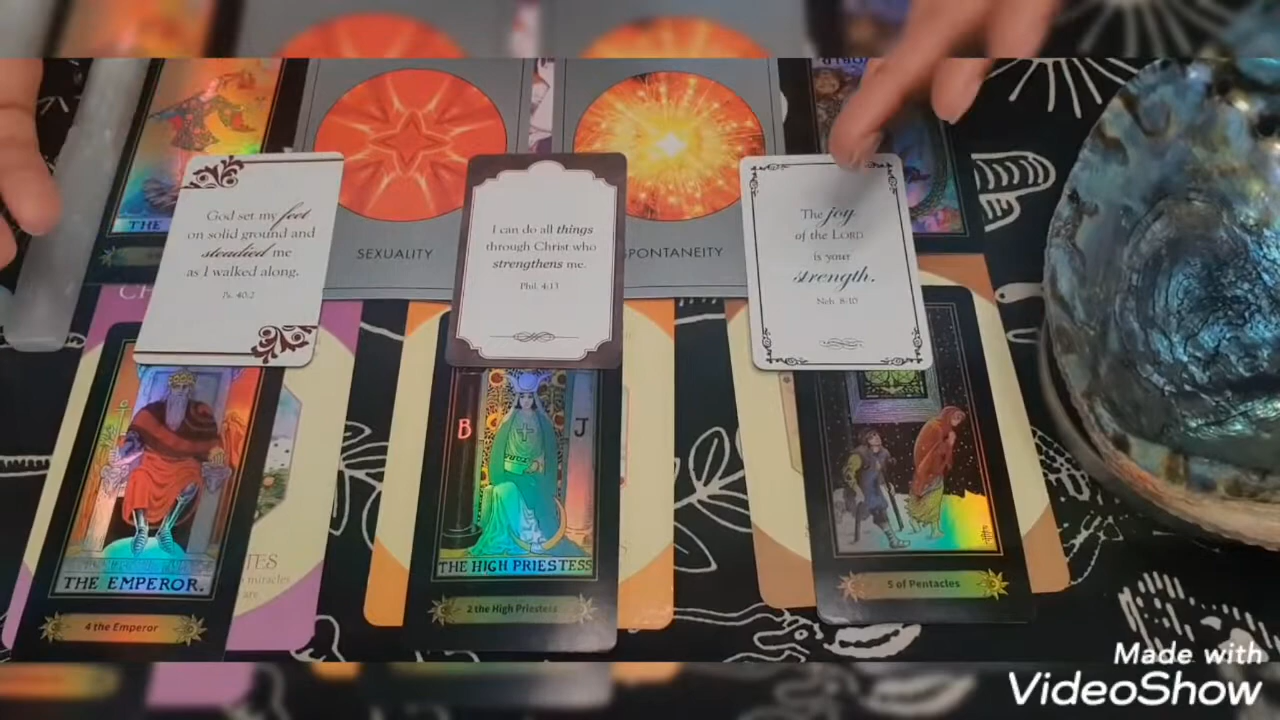 THE
WORLD
SEXUALITY
SPONTANEITY
God set my feet
on solid ground and
steadied me
as I walked along.
Ps. 40:2
I can do all things
through Christ who
strengthens me.
Phil. 4:13
The joy
of the LORD
is your
strength.
Neh. 8:10
B
J
THE EMPEROR.
4 the Emperor
THE HIGH PRIESTESS
2 the High Priestess
5 of Pentacles
miracles
are
Made with
VideoShow